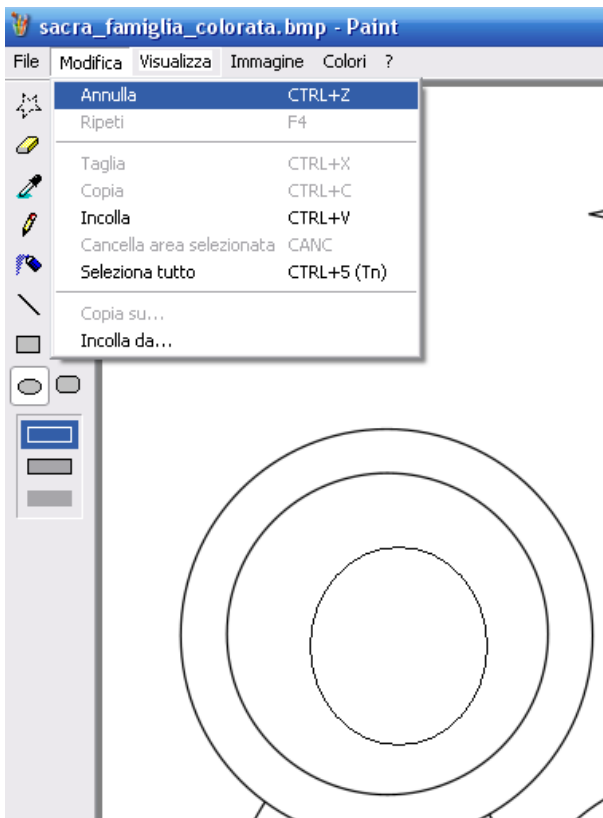 sacra_famiglia_colorata.bmp - Paint
File Modifica Visualizza Immagine Colori ?
Annulla CTRL+Z
Ripeti F4
Taglia CTRL+X
Copia CTRL+C
Incolla CTRL+V
Cancella area selezionata CANC
Seleziona tutto CTRL+5 (Tn)
Copia su...
Incolla da...